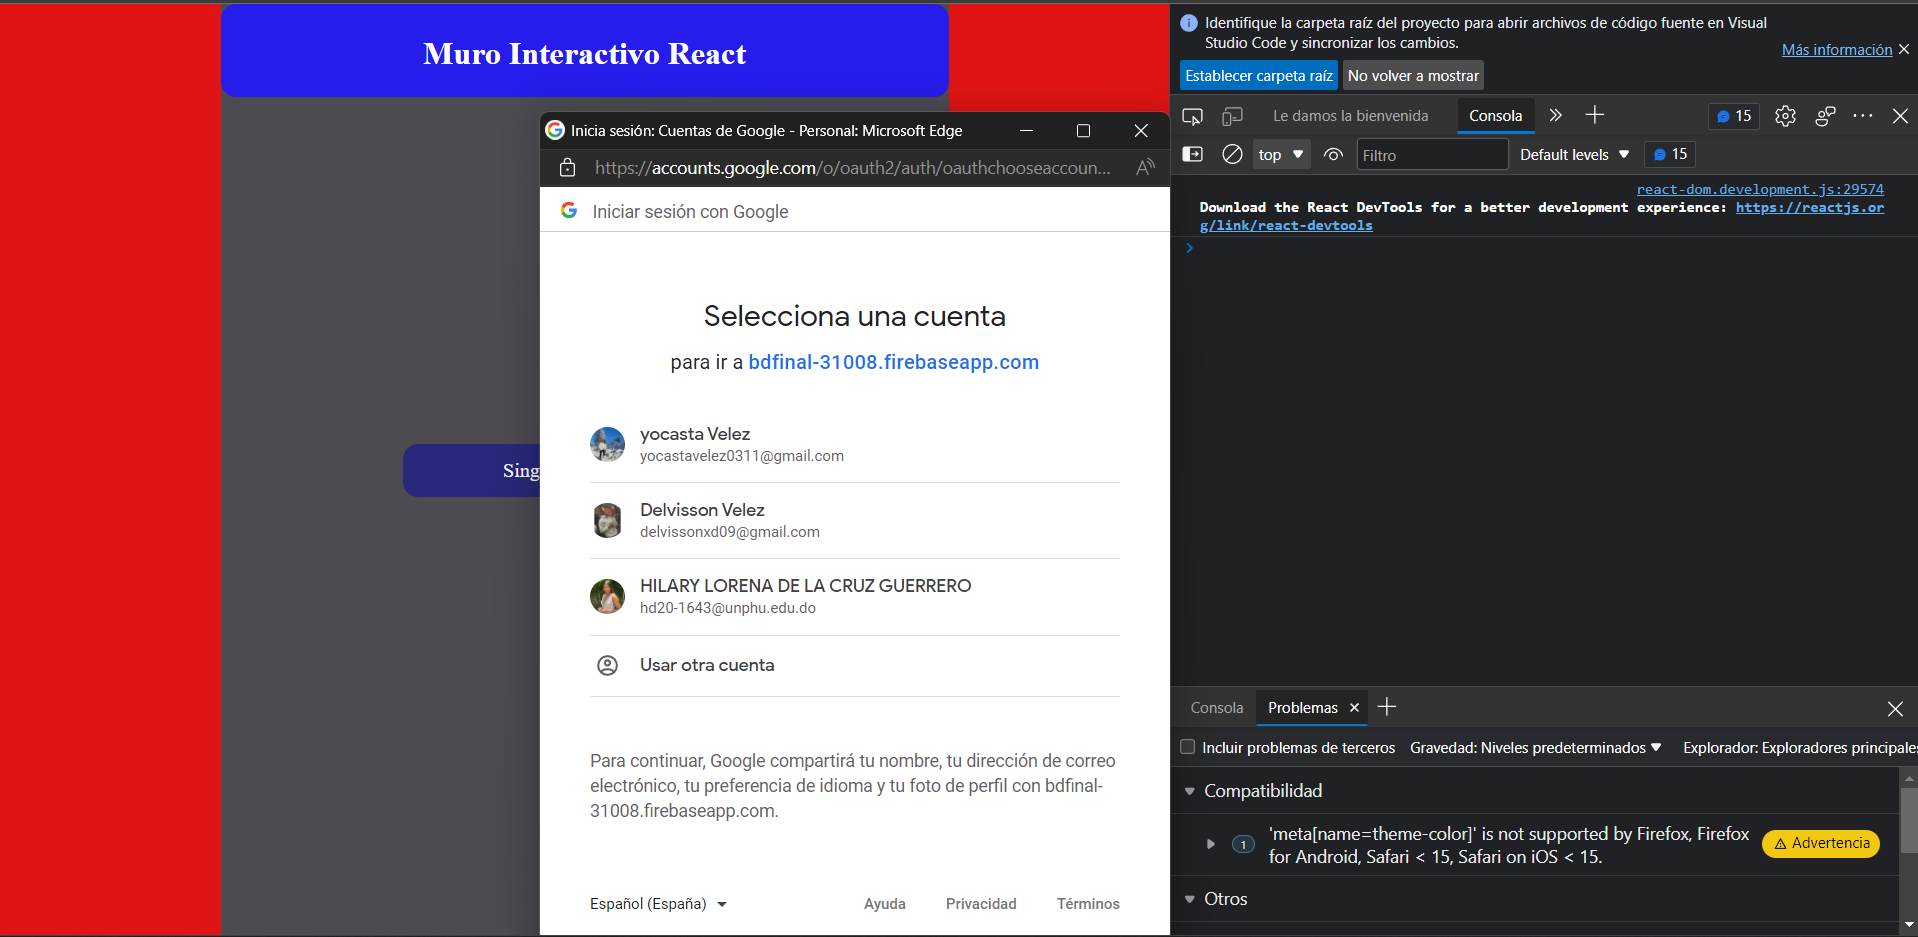 Muro Interactivo React
Sing
Inicia sesión: Cuentas de Google - Personal: Microsoft Edge
https://accounts.google.com/o/oauth2/auth/oauthchooseaccoun...
Iniciar sesión con Google
Selecciona una cuenta
para ir a bdfinal-31008.firebaseapp.com
yocasta Velez
yocastavelez0311@gmail.com
Delvisson Velez
delvissonxd09@gmail.com
HILARY LORENA DE LA CRUZ GUERRERO
hd20-1643@unphu.edu.do
Usar otra cuenta
Para continuar, Google compartirá tu nombre, tu dirección de correo
electrónico, tu preferencia de idioma y tu foto de perfil con bdfinal-
31008.firebaseapp.com.
Español (España)
Ayuda
Privacidad
Términos
Identifique la carpeta raíz del proyecto para abrir archivos de código fuente en Visual
Studio Code y sincronizar los cambios.
Más información
Establecer carpeta raíz
No volver a mostrar
Le damos la bienvenida
Consola
15
top
Filtro
Default levels
15
react-dom.development.js:29574
Download the React DevTools for a better development experience: https://reactjs.or
g/link/react-devtools
Consola
Problemas
Incluir problemas de terceros
Gravedad: Niveles predeterminados
Explorador: Exploradores principales
Compatibilidad
1
'meta[name=theme-color]' is not supported by Firefox, Firefox
for Android, Safari < 15, Safari on iOS < 15.
Advertencia
Otros